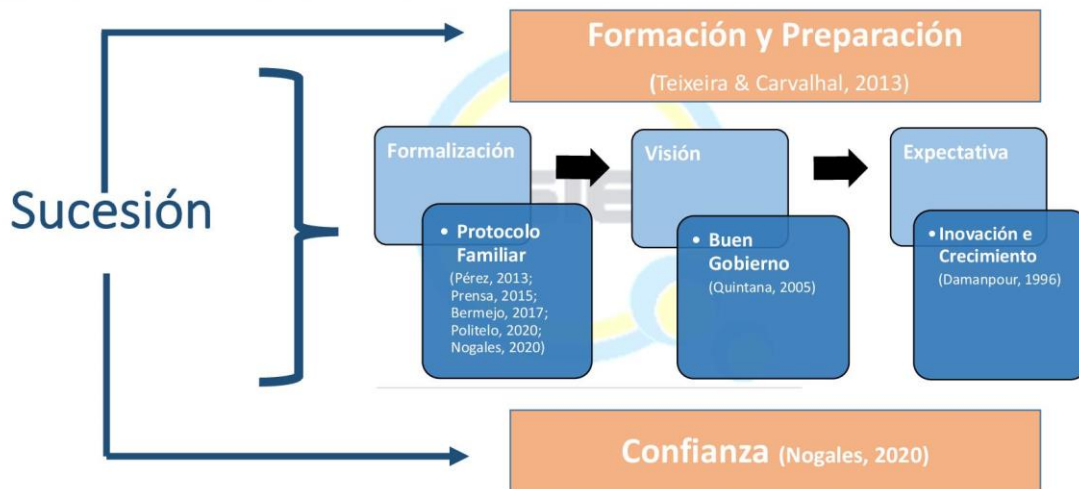 Formación y Preparación
(Teixeira & Carvalhal, 2013)
Sucesión
Formalización
Visión
Expectativa
• Protocolo
Familiar
(Pérez, 2013;
Prensa, 2015;
Bermejo, 2017;
Politelo, 2020;
Nogales, 2020)
• Buen
Gobierno
(Quintana, 2005)
• Inovación e
Crecimiento
(Damanpour, 1996)
Confianza (Nogales, 2020)